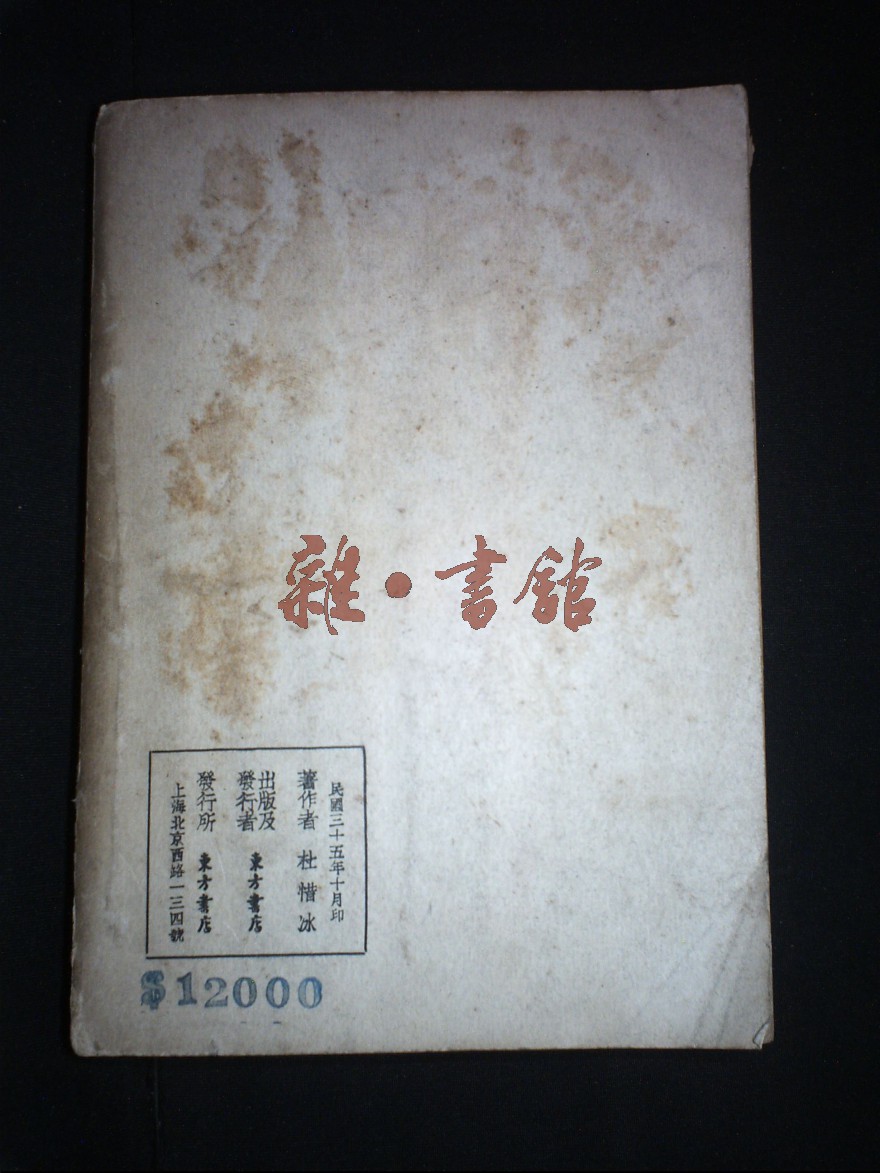 雜·書館
民國三十五年十月印
著作者 杜惜冰
出版及發行者 東方書店
發行所 東方書店
上海北京西路一三四號
$12000